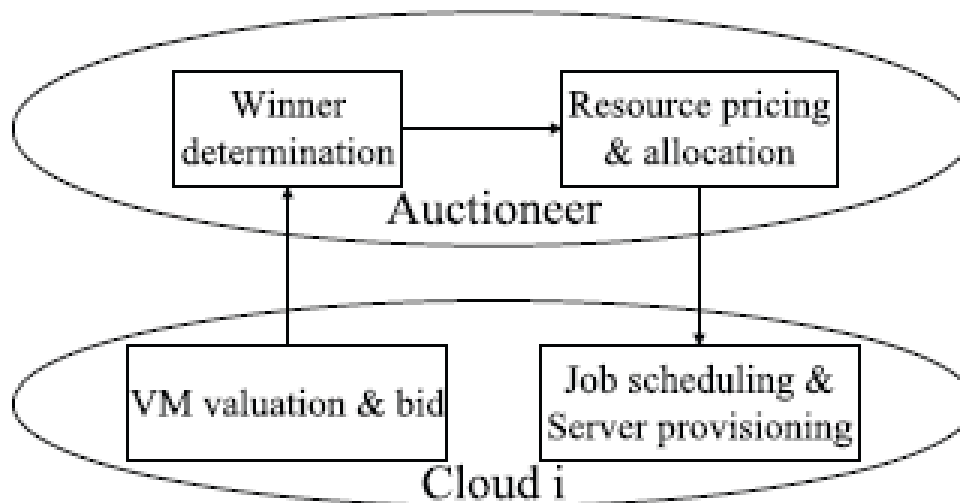 Winner
determination
Resource pricing
& allocation
Auctioneer
VM valuation & bid
Job scheduling &
Server provisioning
Cloud i